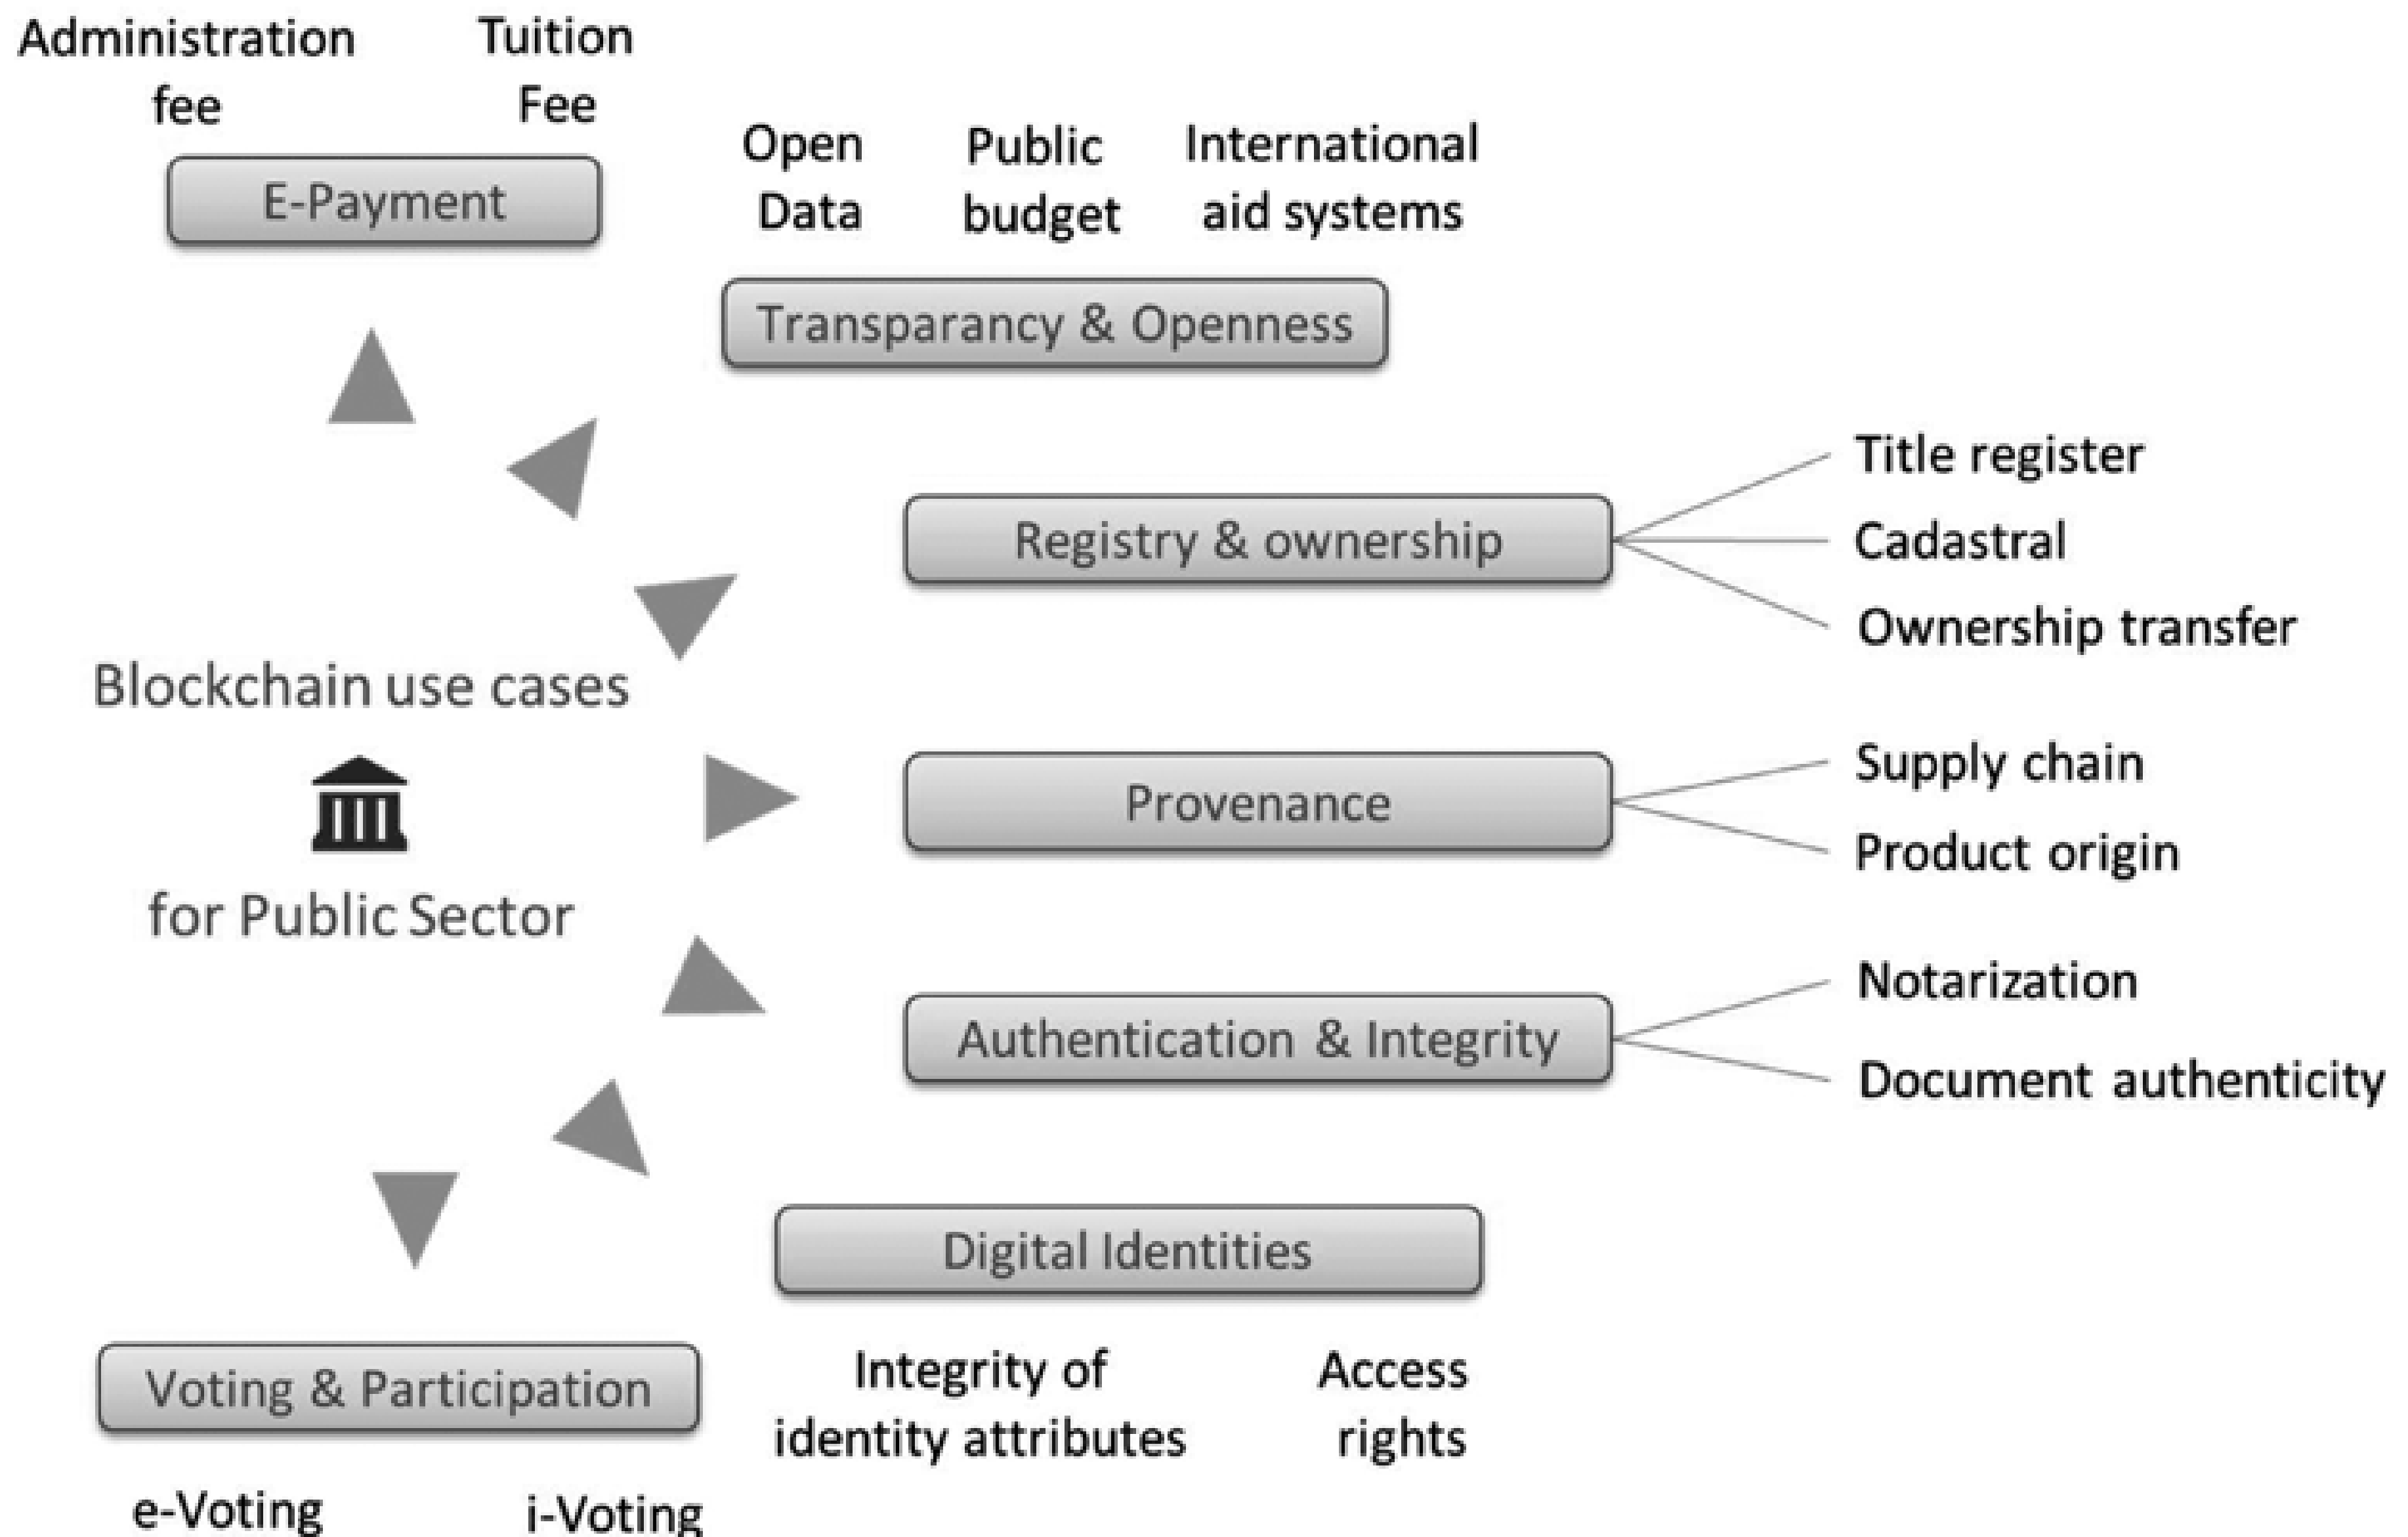 Administration
fee
Tuition
Fee
E-Payment
Open
Data
Public
budget
International
aid systems
Transparancy & Openness
Registry & ownership
Title register
Cadastral
Ownership transfer
Blockchain use cases
for Public Sector
Provenance
Supply chain
Product origin
Authentication & Integrity
Notarization
Document authenticity
Digital Identities
Integrity of
identity attributes
Access
rights
Voting & Participation
e-Voting
i-Voting